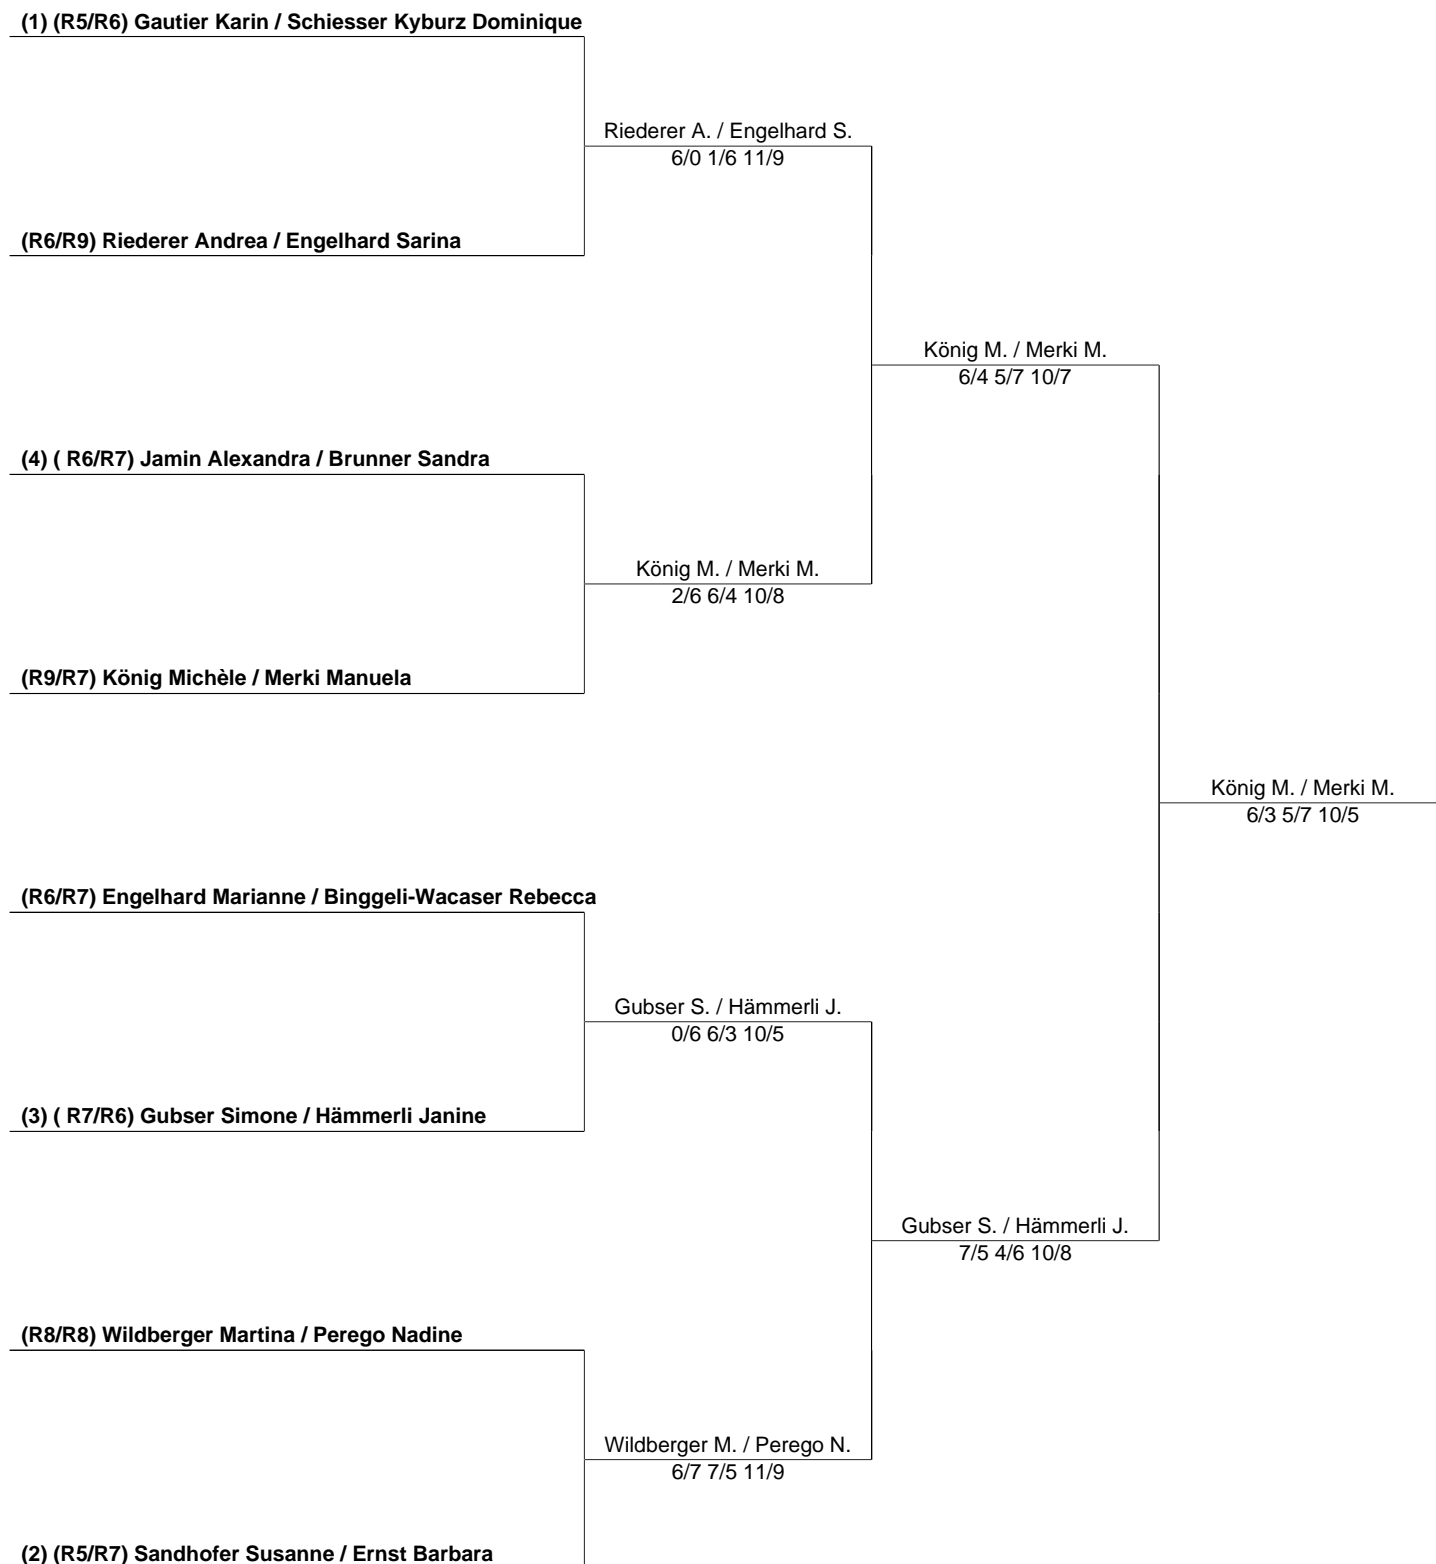 (1) (R5/R6) Gautier Karin / Schiesser Kyburz Dominique
Riederer A. / Engelhard S.
6/0 1/6 11/9
(R6/R9) Riederer Andrea / Engelhard Sarina
König M. / Merki M.
6/4 5/7 10/7
(4) ( R6/R7) Jamin Alexandra / Brunner Sandra
König M. / Merki M.
2/6 6/4 10/8
(R9/R7) König Michèle / Merki Manuela
König M. / Merki M.
6/3 5/7 10/5
(R6/R7) Engelhard Marianne / Binggeli-Wacaser Rebecca
Gubser S. / Hämmerli J.
0/6 6/3 10/5
(3) ( R7/R6) Gubser Simone / Hämmerli Janine
Gubser S. / Hämmerli J.
7/5 4/6 10/8
(R8/R8) Wildberger Martina / Perego Nadine
Wildberger M. / Perego N.
6/7 7/5 11/9
(2) (R5/R7) Sandhofer Susanne / Ernst Barbara